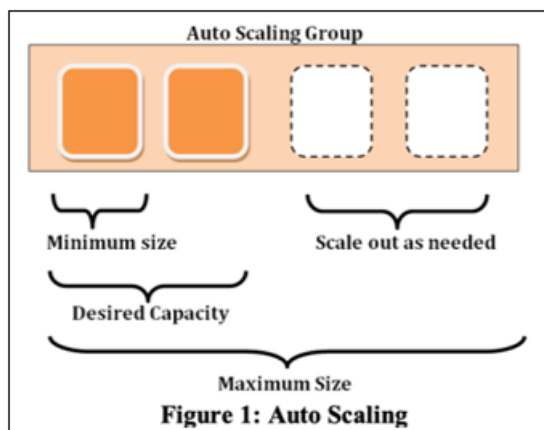 Auto Scaling Group
Minimum size
Scale out as needed
Desired Capacity
Maximum Size
Figure 1: Auto Scaling